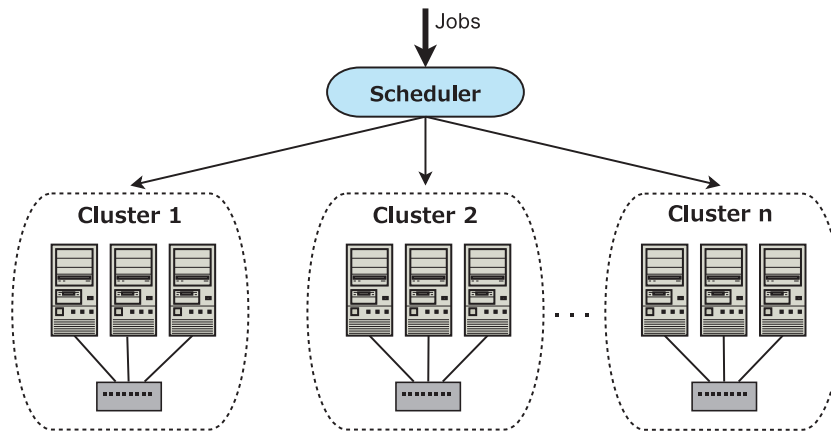 Jobs
Scheduler
Cluster 1
Cluster 2
Cluster n
. . .